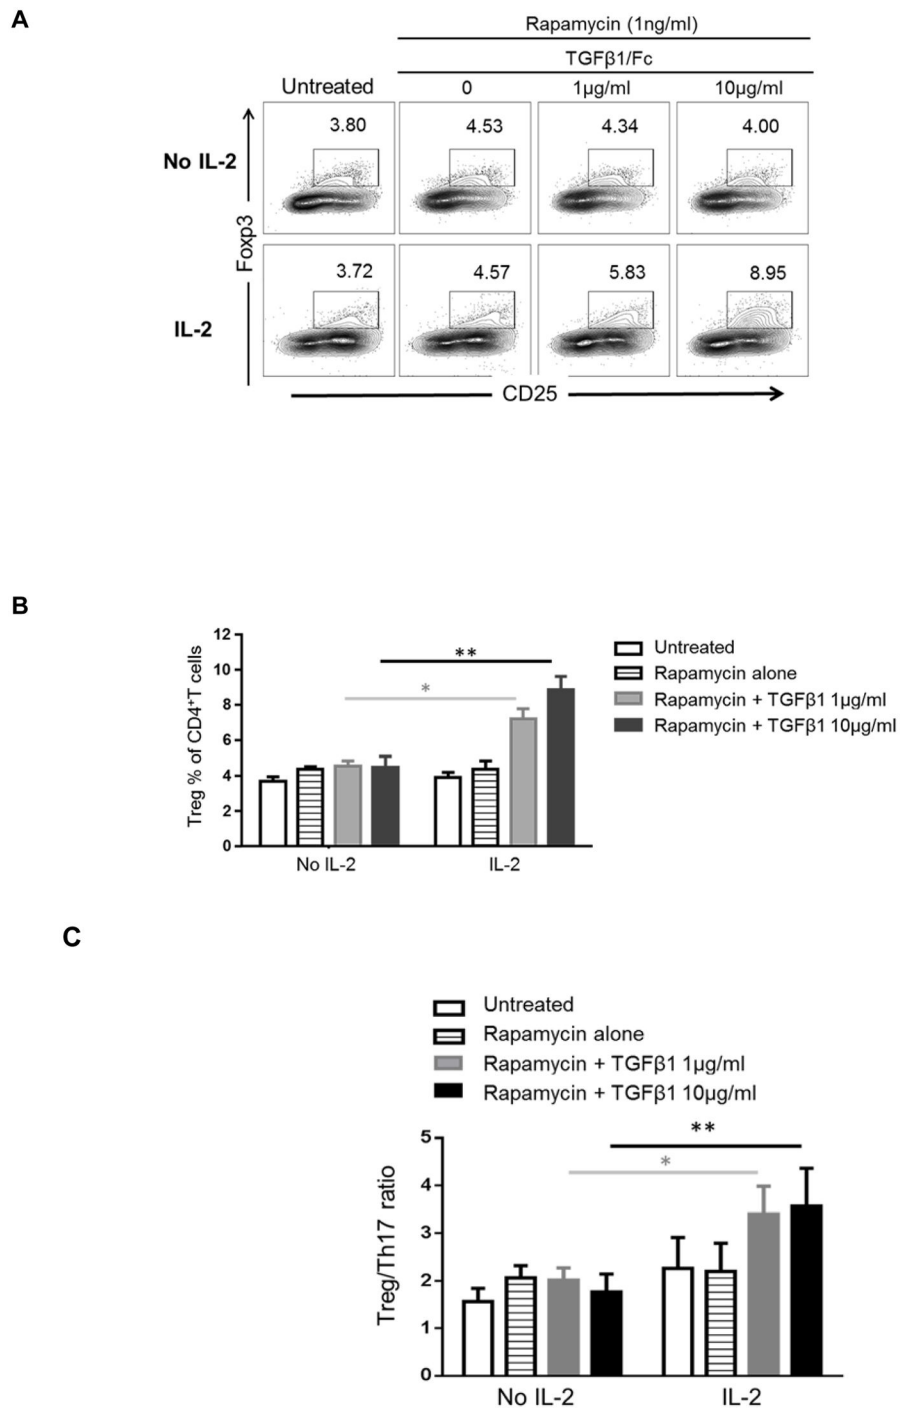 A
Rapamycin (1ng/ml)
TGFβ1/Fc
Untreated 0 1µg/ml 10µg/ml
No IL-2 3.80 4.53 4.34 4.00
Foxp3
IL-2 3.72 4.57 5.83 8.95
CD25
B
Treg % of CD4+T cells
12
10
8
6
4
2
0
** 
*
No IL-2 IL-2
Untreated
Rapamycin alone
Rapamycin + TGFβ1 1µg/ml
Rapamycin + TGFβ1 10µg/ml
C
Untreated
Rapamycin alone
Rapamycin + TGFβ1 1µg/ml
Rapamycin + TGFβ1 10µg/ml
Treg/Th17 ratio
5
4
3
2
1
0
**
*
No IL-2 IL-2